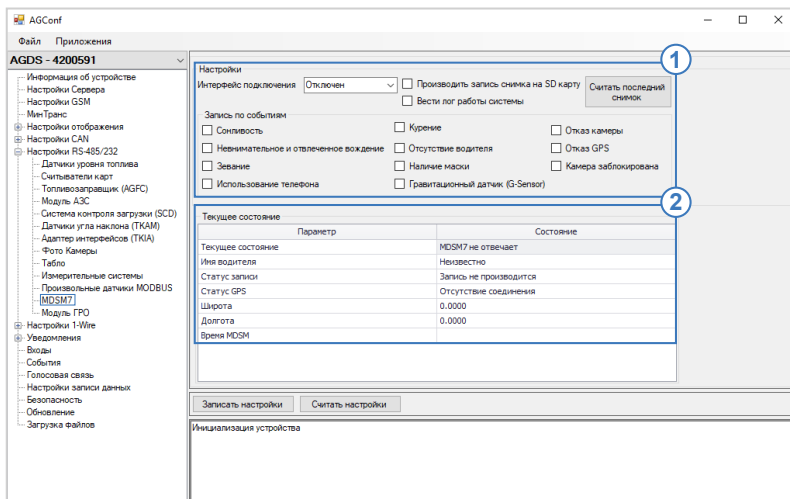 AGConf
Файл Приложения
AGDS - 4200591
Информация об устройстве
Настройки Сервера
Настройки GSM
МинТранс
Настройки отображения
Настройки CAN
Настройки RS-485/232
Датчики уровня топлива
Считыватели карт
Топливозаправщик (AGFC)
Модуль АЗС
Система контроля загрузки (SCD)
Датчики угла наклона (TKAM)
Адаптер интерфейсов (TKIA)
Фото Камеры
Табло
Измерительные системы
Произвольные датчики MODBUS
MDSM7
Модуль ГРО
Настройки 1-Wire
Уведомления
Входы
События
Голосовая связь
Настройки записи данных
Безопасность
Обновление
Загрузка файлов
1
Настройки
Интерфейс подключения Отключен Производить запись снимка на SD карту Считать последний снимок
Вести лог работы системы
Запись по событиям
Сонливость Курение Отказ камеры
Невнимательное и отвлеченное вождение Отсутствие водителя Отказ GPS
Зевание Наличие маски Камера заблокирована
Использование телефона Гравитационный датчик (G-Sensor)
2
Текущее состояние
Параметр Состояние
Текущее состояние MDSM7 не отвечает
Имя водителя Неизвестно
Статус записи Запись не производится
Статус GPS Отсутствие соединения
Широта 0.0000
Долгота 0.0000
Время MDSM
Записать настройки Считать настройки
Инициализация устройства